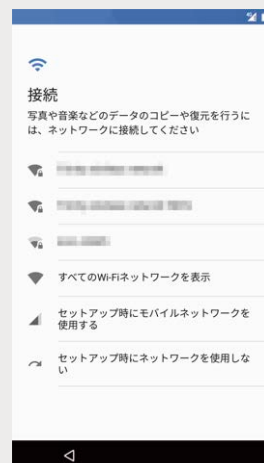 接続
写真や音楽などのデータのコピーや復元を行うに
は、ネットワークに接続してください
すべてのWi-Fiネットワークを表示
セットアップ時にモバイルネットワークを
使用する
セットアップ時にネットワークを使用しな
い